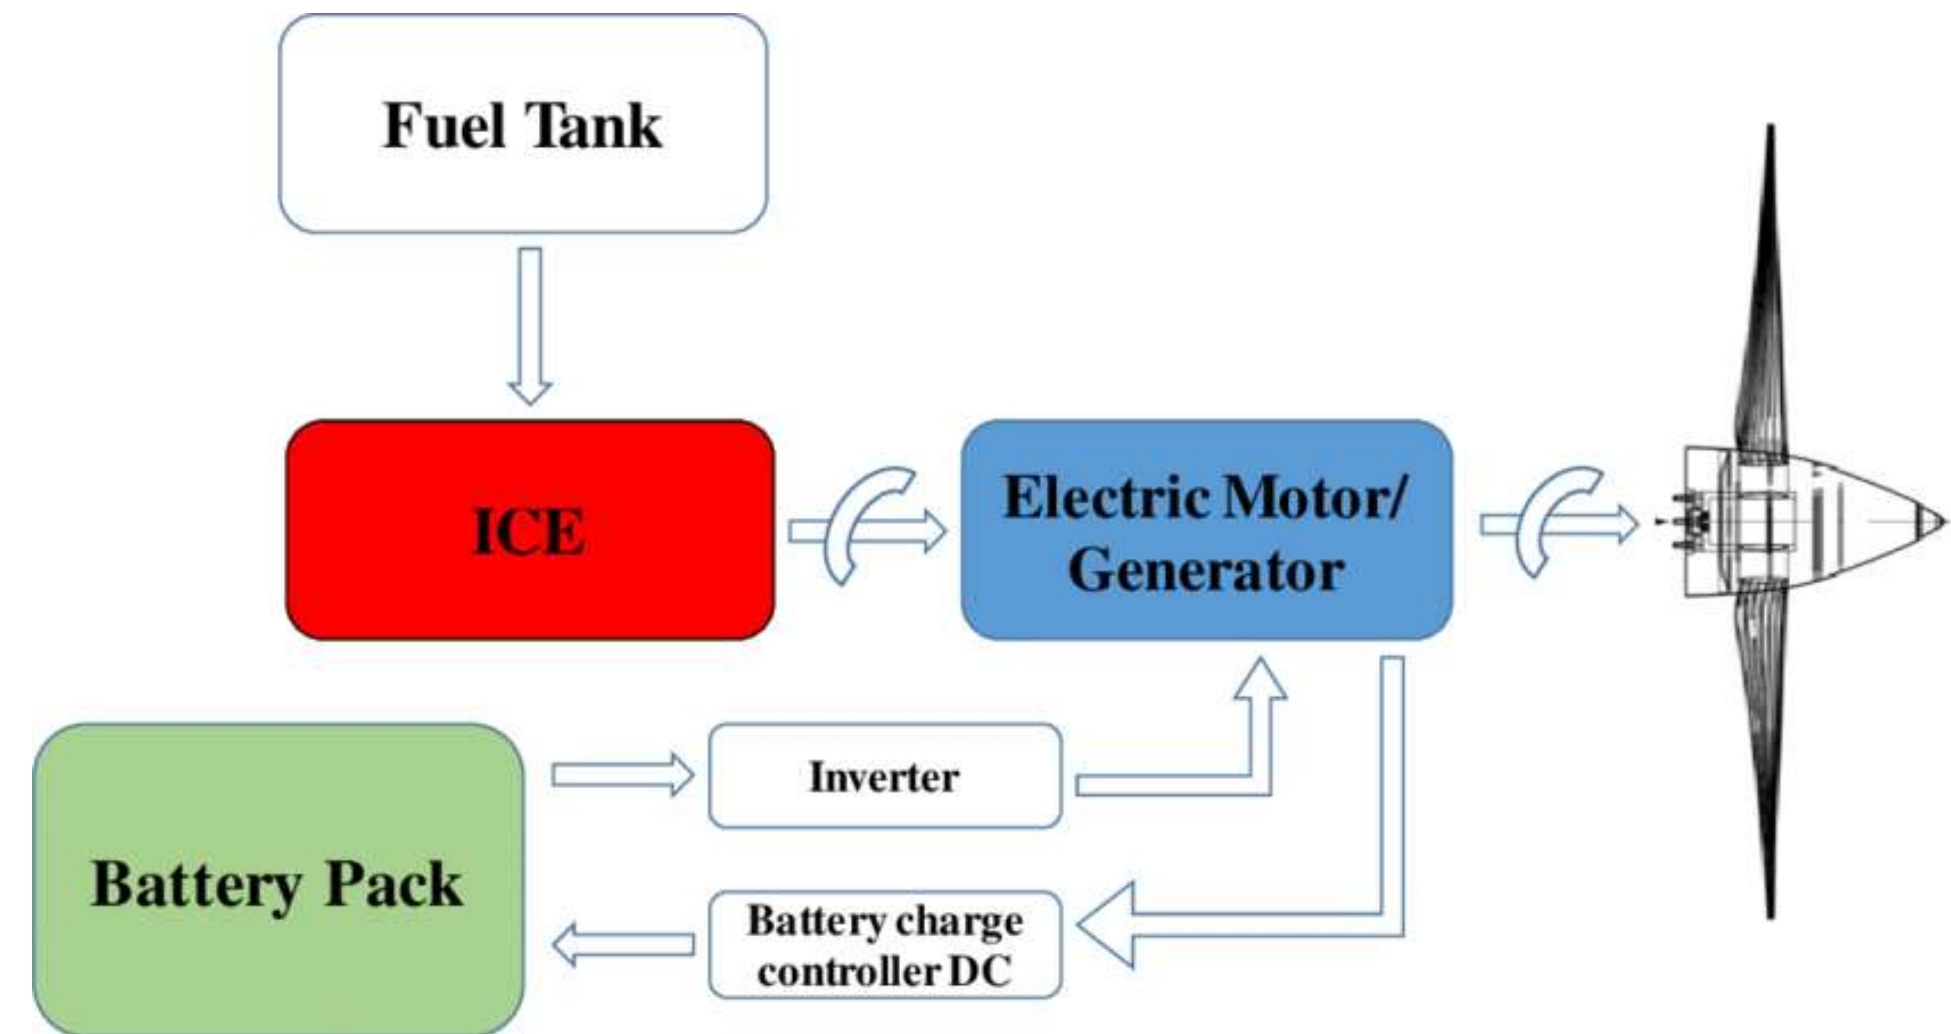 Fuel Tank
ICE
Electric Motor/
Generator
Inverter
Battery Pack
Battery charge
controller DC